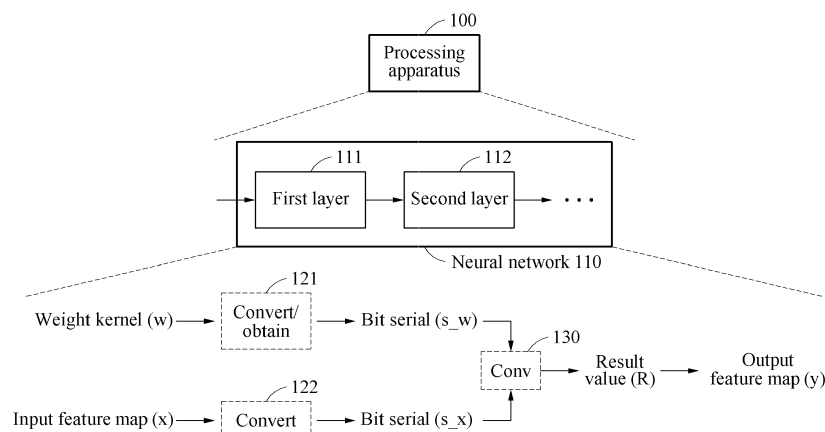 100
Processing
apparatus
111
112
First layer
Second layer
Neural network 110
121
Weight kernel (w)
Convert/
obtain
Bit serial (s_w)
130
Conv
Result
value (R)
Output
feature map (y)
122
Input feature map (x)
Convert
Bit serial (s_x)